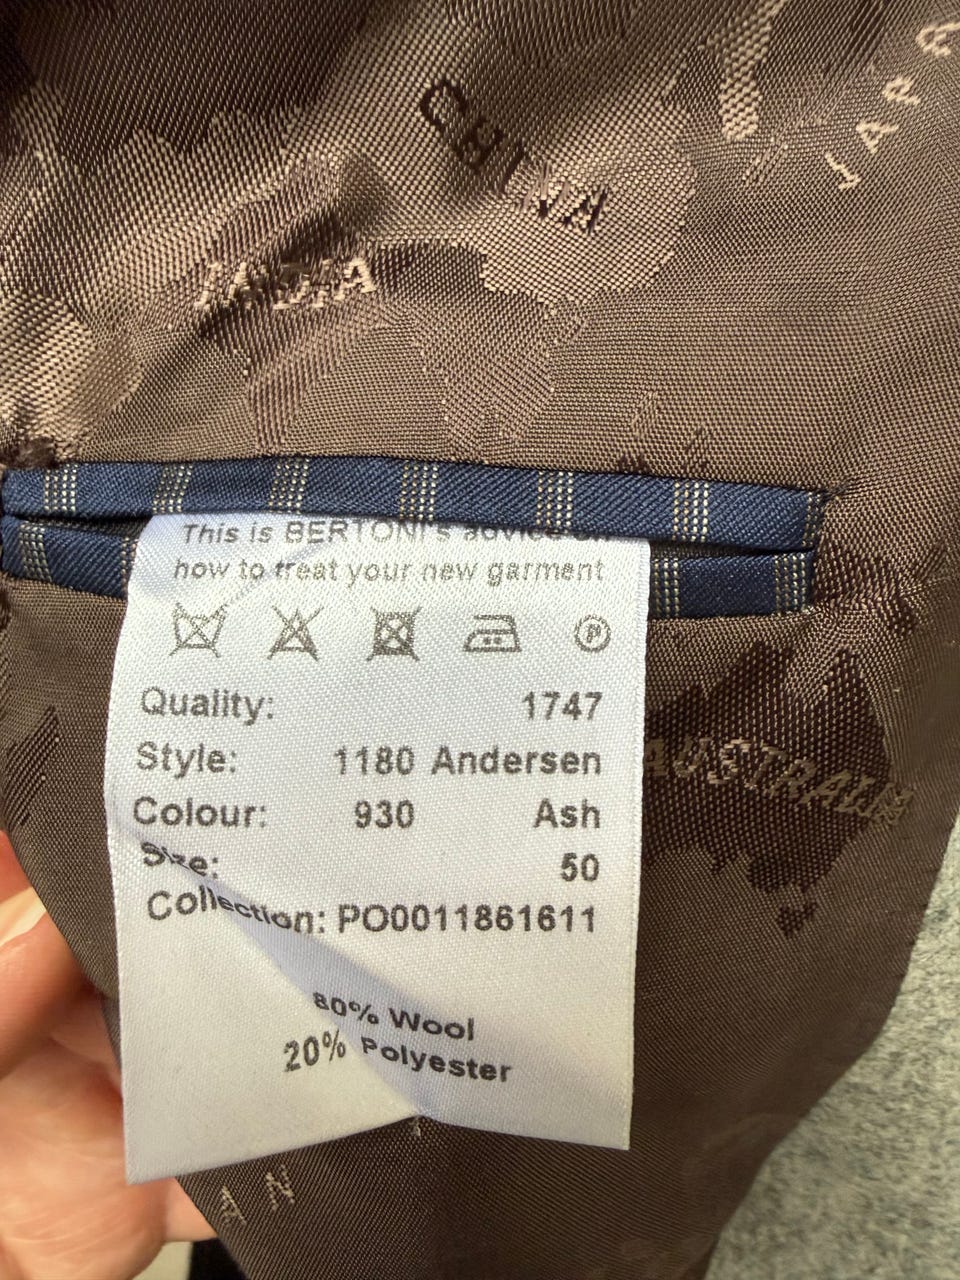 CHINA
JAPA
INDIA
This is BERTONI's advice on
how to treat your new garment
P
Quality: 1747
Style: 1180 Andersen
Colour: 930 Ash
Size: 50
Collection: PO0011861611
80% Wool
20% Polyester
AUSTRALIA
AN